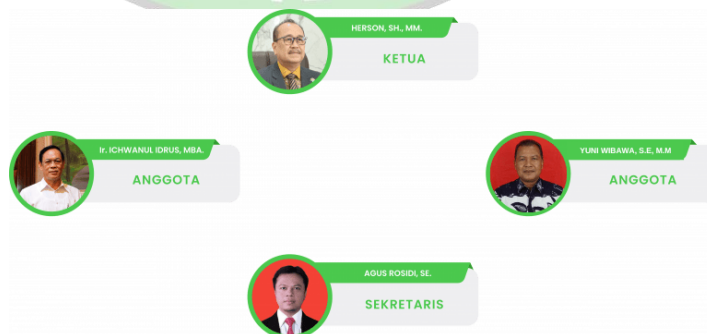 HERSON, SH., MM.
KETUA
Ir. ICHWANUL IDRUS, MBA.
ANGGOTA
YUNI WIBAWA, S.E, M.M
ANGGOTA
AGUS ROSIDI, SE.
SEKRETARIS